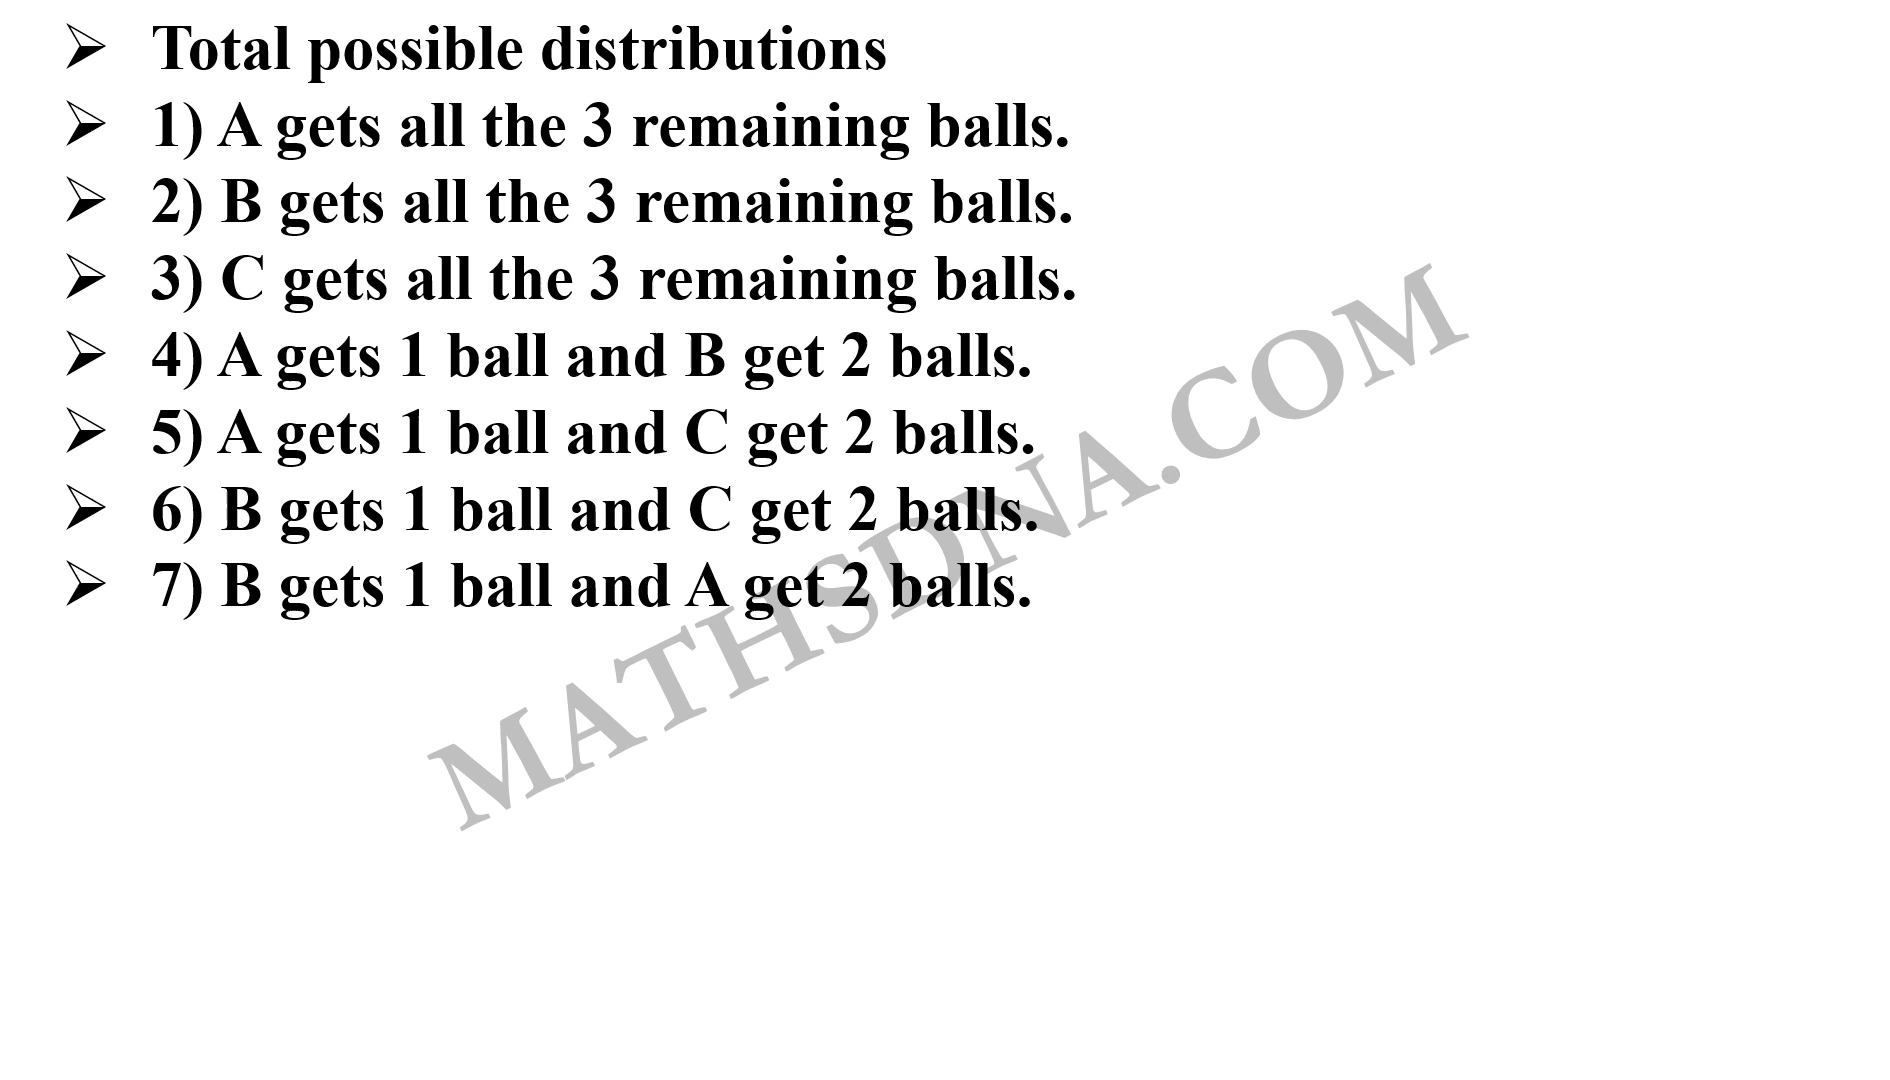 ➢ Total possible distributions
➢ 1) A gets all the 3 remaining balls.
➢ 2) B gets all the 3 remaining balls.
➢ 3) C gets all the 3 remaining balls.
➢ 4) A gets 1 ball and B get 2 balls.
➢ 5) A gets 1 ball and C get 2 balls.
➢ 6) B gets 1 ball and C get 2 balls.
➢ 7) B gets 1 ball and A get 2 balls.
MATHSDNA.COM